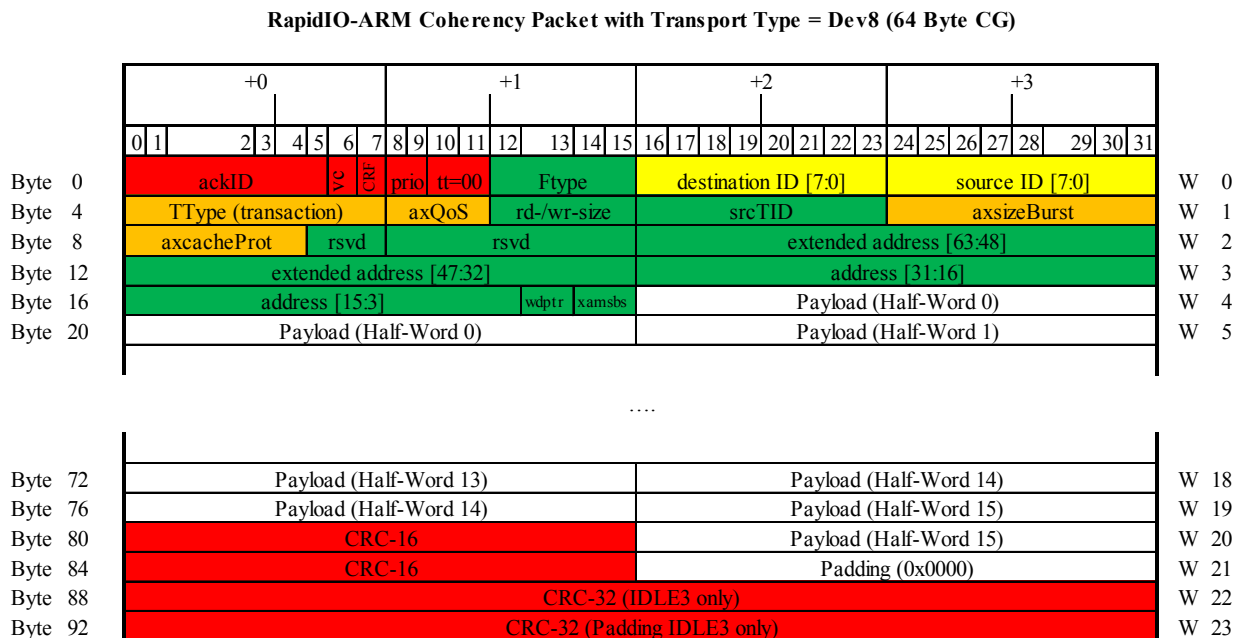 RapidIO-ARM Coherency Packet with Transport Type = Dev8 (64 Byte CG)
+0 +1 +2 +3
0 1 2 3 4 5 6 7 8 9 10 11 12 13 14 15 16 17 18 19 20 21 22 23 24 25 26 27 28 29 30 31
Byte 0 ackID VC CRF prio tt=00 Ftype destination ID [7:0] source ID [7:0] W 0
Byte 4 TType (transaction) axQoS rd-/wr-size srcTID axsizeBurst W 1
Byte 8 axcacheProt rsvd rsvd extended address [63:48] W 2
Byte 12 extended address [47:32] address [31:16] W 3
Byte 16 address [15:3] wdptr xamsbs Payload (Half-Word 0) W 4
Byte 20 Payload (Half-Word 0) Payload (Half-Word 1) W 5
....
Byte 72 Payload (Half-Word 13) Payload (Half-Word 14) W 18
Byte 76 Payload (Half-Word 14) Payload (Half-Word 15) W 19
Byte 80 CRC-16 Payload (Half-Word 15) W 20
Byte 84 CRC-16 Padding (0x0000) W 21
Byte 88 CRC-32 (IDLE3 only) W 22
Byte 92 CRC-32 (Padding IDLE3 only) W 23